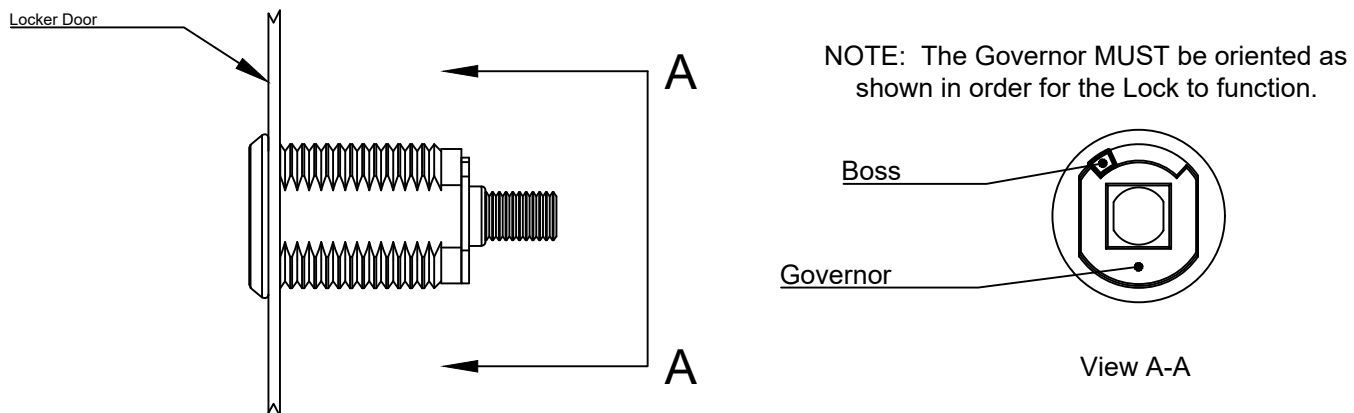 Locker Door
A
A
NOTE:  The Governor MUST be oriented as
shown in order for the Lock to function.
Boss
Governor
View A-A